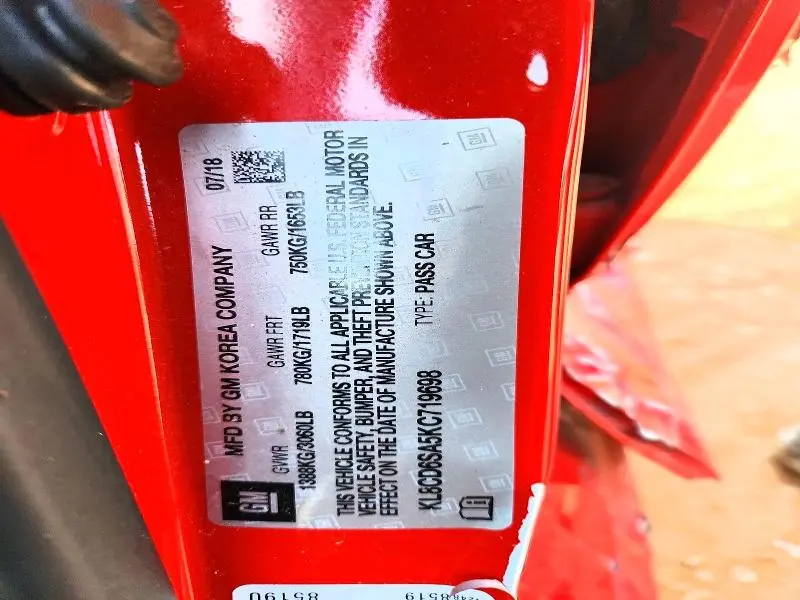 GM
MFD BY GM KOREA COMPANY 07/18
GVWR GAWR FRT GAWR RR
1388KG/3060LB 780KG/1719LB 750KG/1653LB
THIS VEHICLE CONFORMS TO ALL APPLICABLE U.S. FEDERAL MOTOR
VEHICLE SAFETY, BUMPER, AND THEFT PREVENTION STANDARDS IN
EFFECT ON THE DATE OF MANUFACTURE SHOWN ABOVE.
KL8CD6SA5KC719698 TYPE: PASS CAR